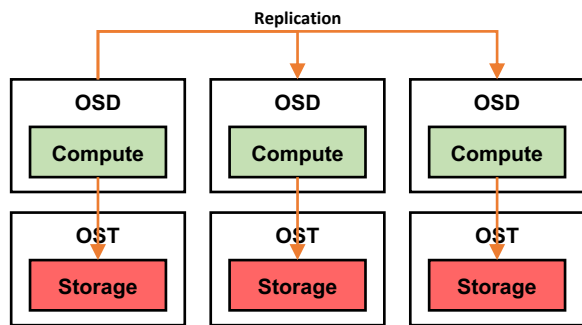 Replication
OSD OSD OSD
Compute Compute Compute
OST OST OST
Storage Storage Storage